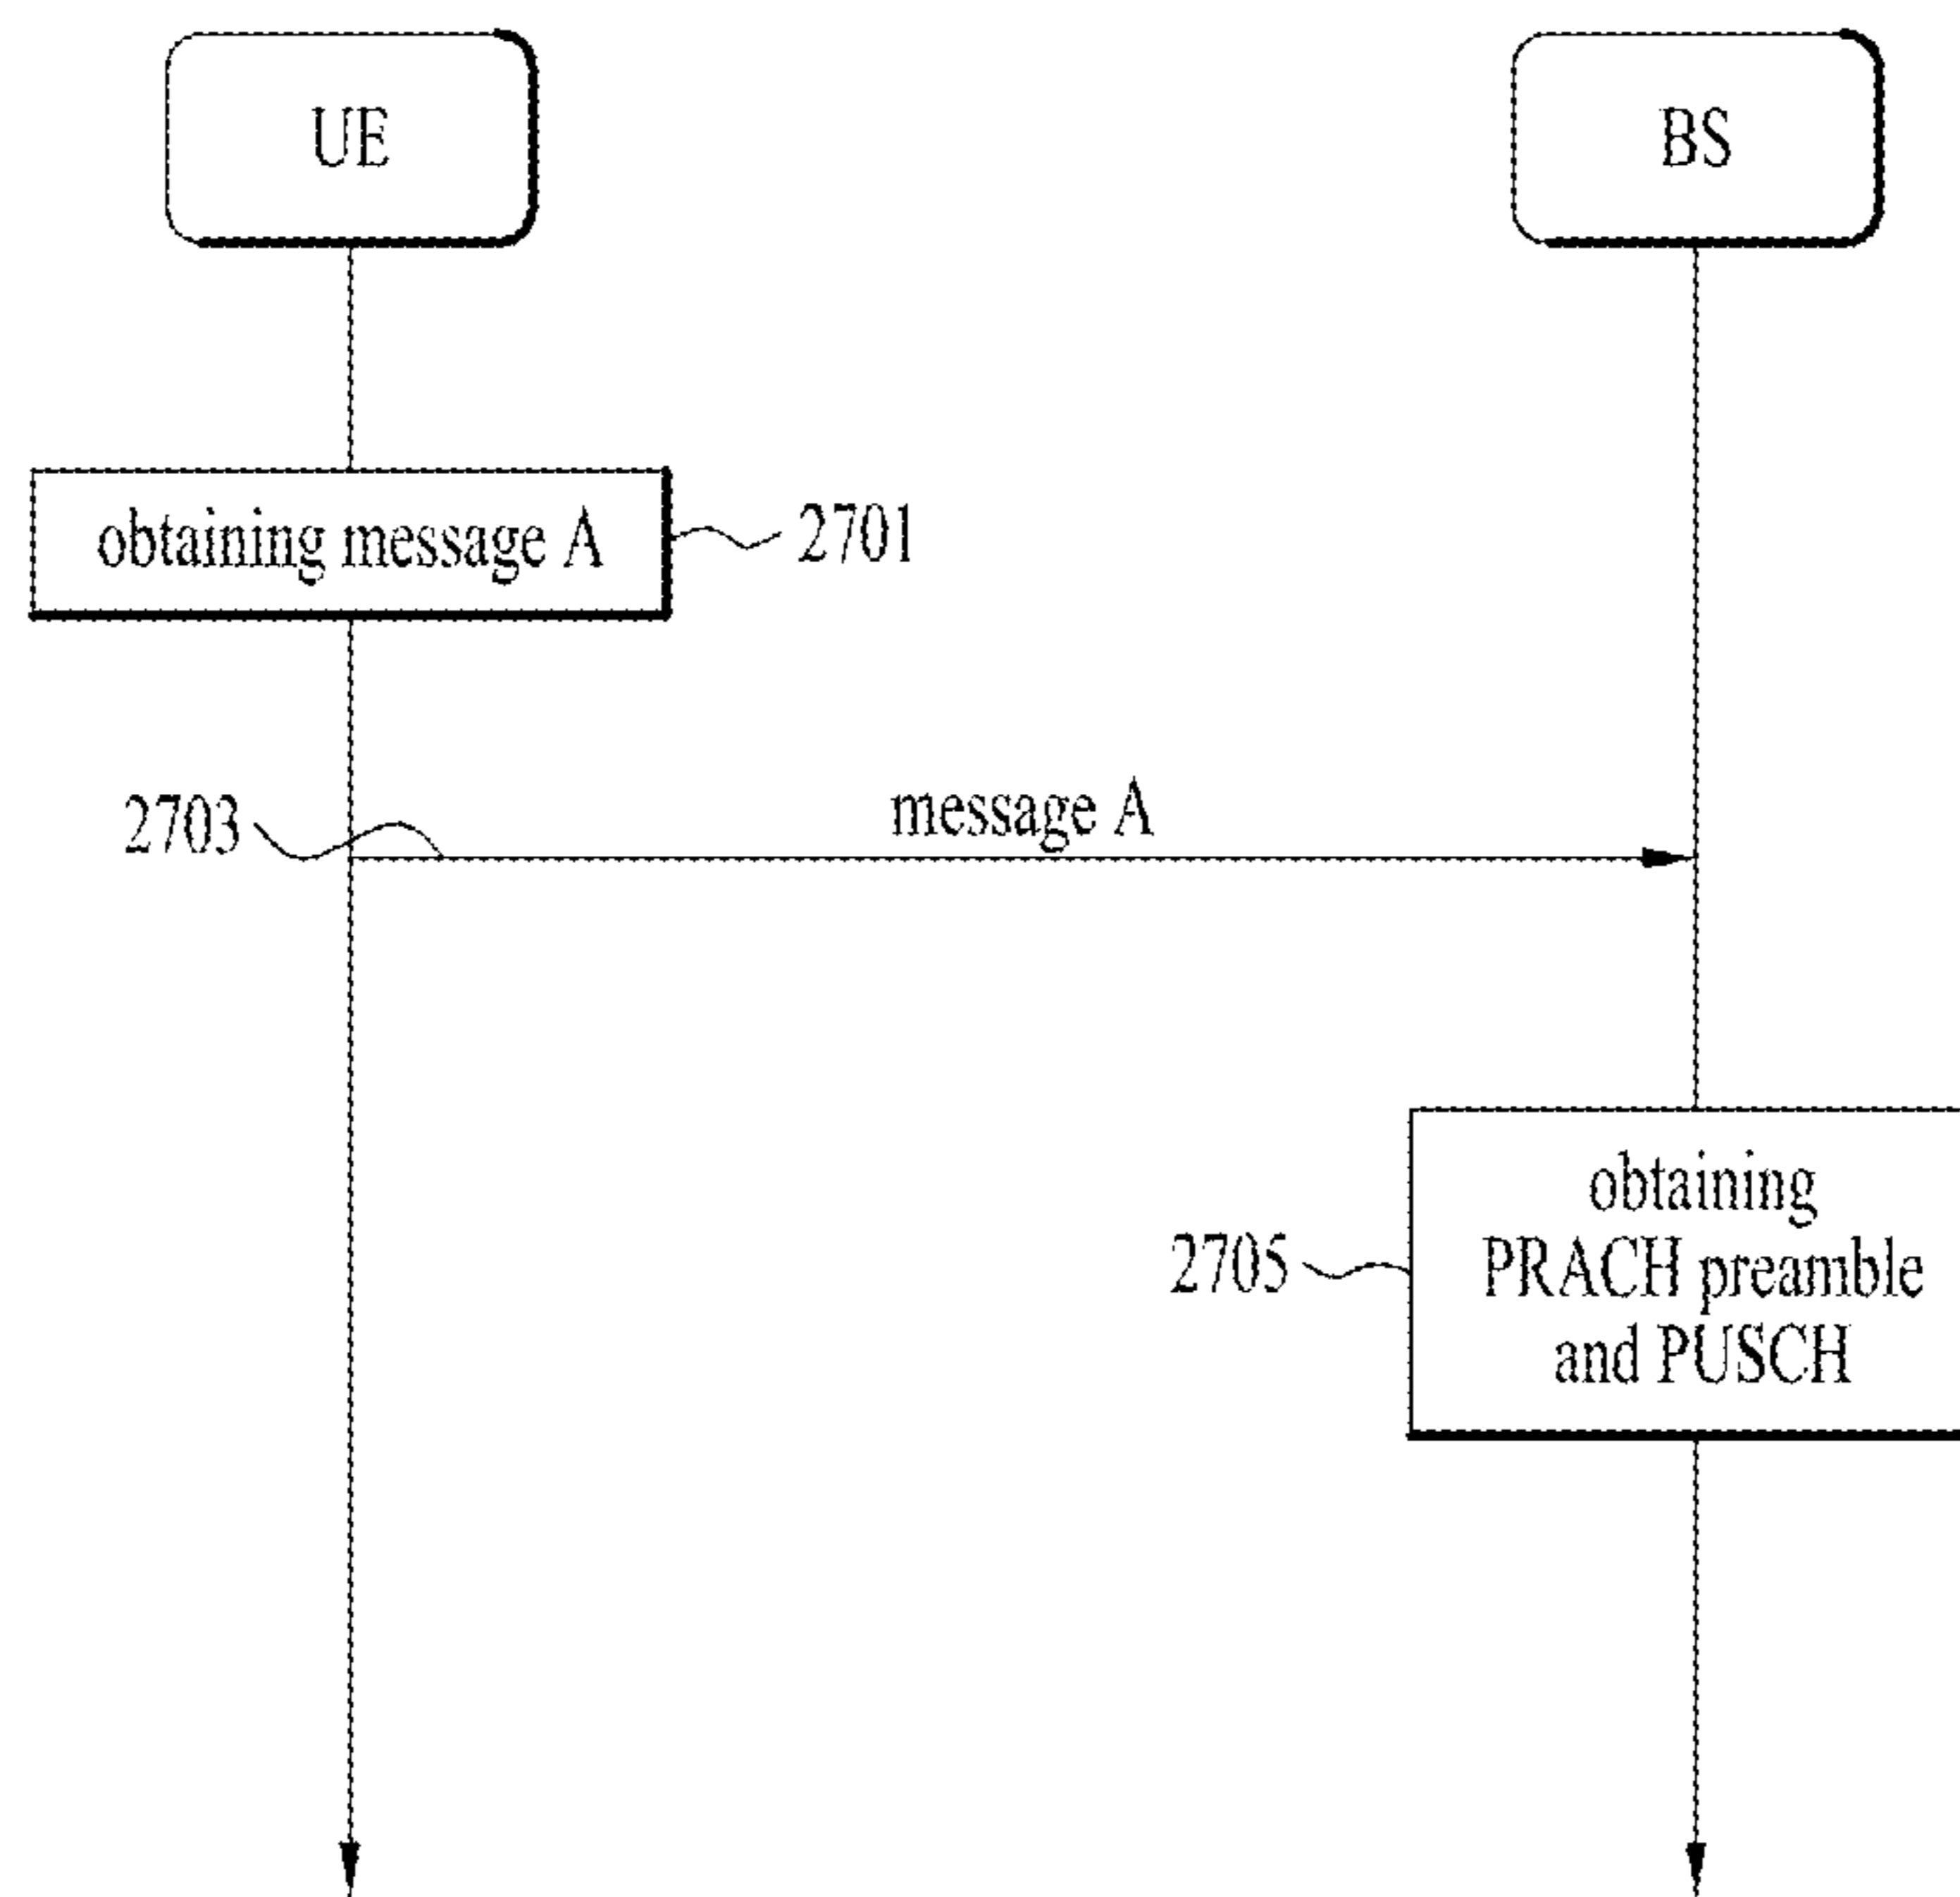 UE
BS
obtaining message A
2701
2703
message A
2705
obtaining
PRACH preamble
and PUSCH